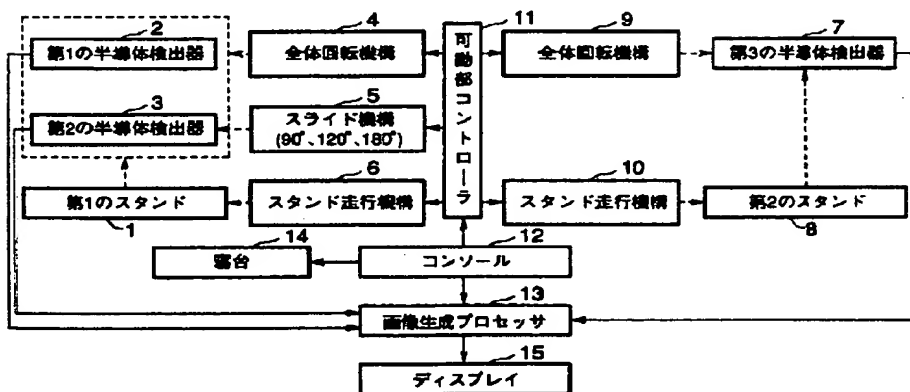 2
第1の半導体検出器
3
第2の半導体検出器
第1のスタンド
1
4
全体回転機構
5
スライド機構
(90°、120°、180°)
6
スタンド走行機構
11
可動部コントローラ
9
全体回転機構
10
スタンド走行機構
7
第3の半導体検出器
第2のスタンド
8
14
寝台
12
コンソール
13
画像生成プロセッサ
15
ディスプレイ